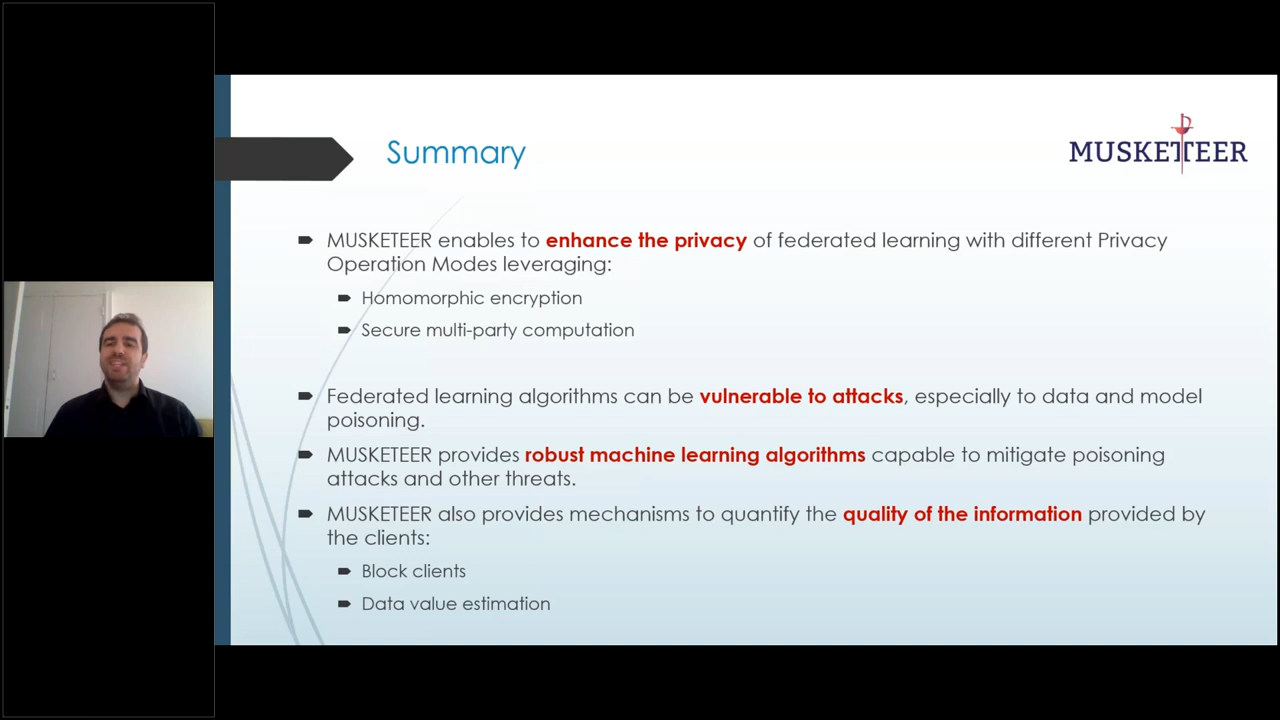 Summary
MUSKETEER
MUSKETEER enables to enhance the privacy of federated learning with different Privacy
Operation Modes leveraging:
Homomorphic encryption
Secure multi-party computation
Federated learning algorithms can be vulnerable to attacks, especially to data and model
poisoning.
MUSKETEER provides robust machine learning algorithms capable to mitigate poisoning
attacks and other threats.
MUSKETEER also provides mechanisms to quantify the quality of the information provided by
the clients:
Block clients
Data value estimation